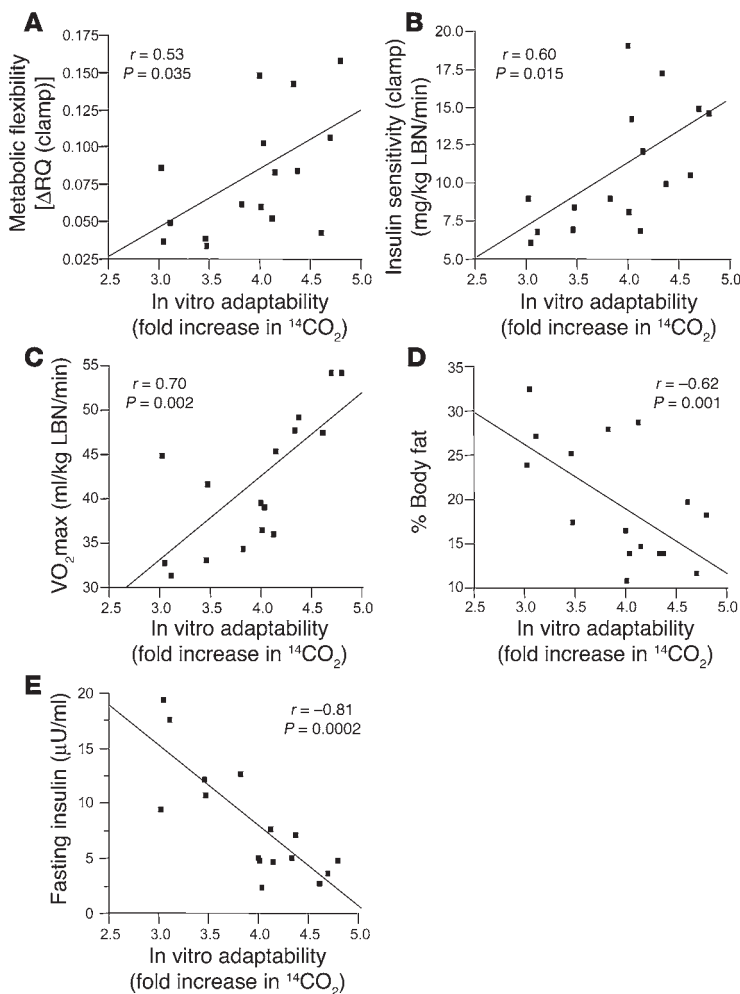 A
Metabolic flexibility
[ΔRQ (clamp)]
0.175
0.150
0.125
0.100
0.075
0.050
0.025
r = 0.53
P = 0.035
2.5 3.0 3.5 4.0 4.5 5.0
In vitro adaptability
(fold increase in ¹⁴CO₂)
B
Insulin sensitivity (clamp)
(mg/kg LBN/min)
20.0
17.5
15.0
12.5
10.0
7.5
5.0
r = 0.60
P = 0.015
2.5 3.0 3.5 4.0 4.5 5.0
In vitro adaptability
(fold increase in ¹⁴CO₂)
C
VO₂max (ml/kg LBN/min)
55
50
45
40
35
30
r = 0.70
P = 0.002
2.5 3.0 3.5 4.0 4.5 5.0
In vitro adaptability
(fold increase in ¹⁴CO₂)
D
% Body fat
35
30
25
20
15
10
r = –0.62
P = 0.001
2.5 3.0 3.5 4.0 4.5 5.0
In vitro adaptability
(fold increase in ¹⁴CO₂)
E
Fasting insulin (μU/ml)
20
15
10
5
0
r = –0.81
P = 0.0002
2.5 3.0 3.5 4.0 4.5 5.0
In vitro adaptability
(fold increase in ¹⁴CO₂)